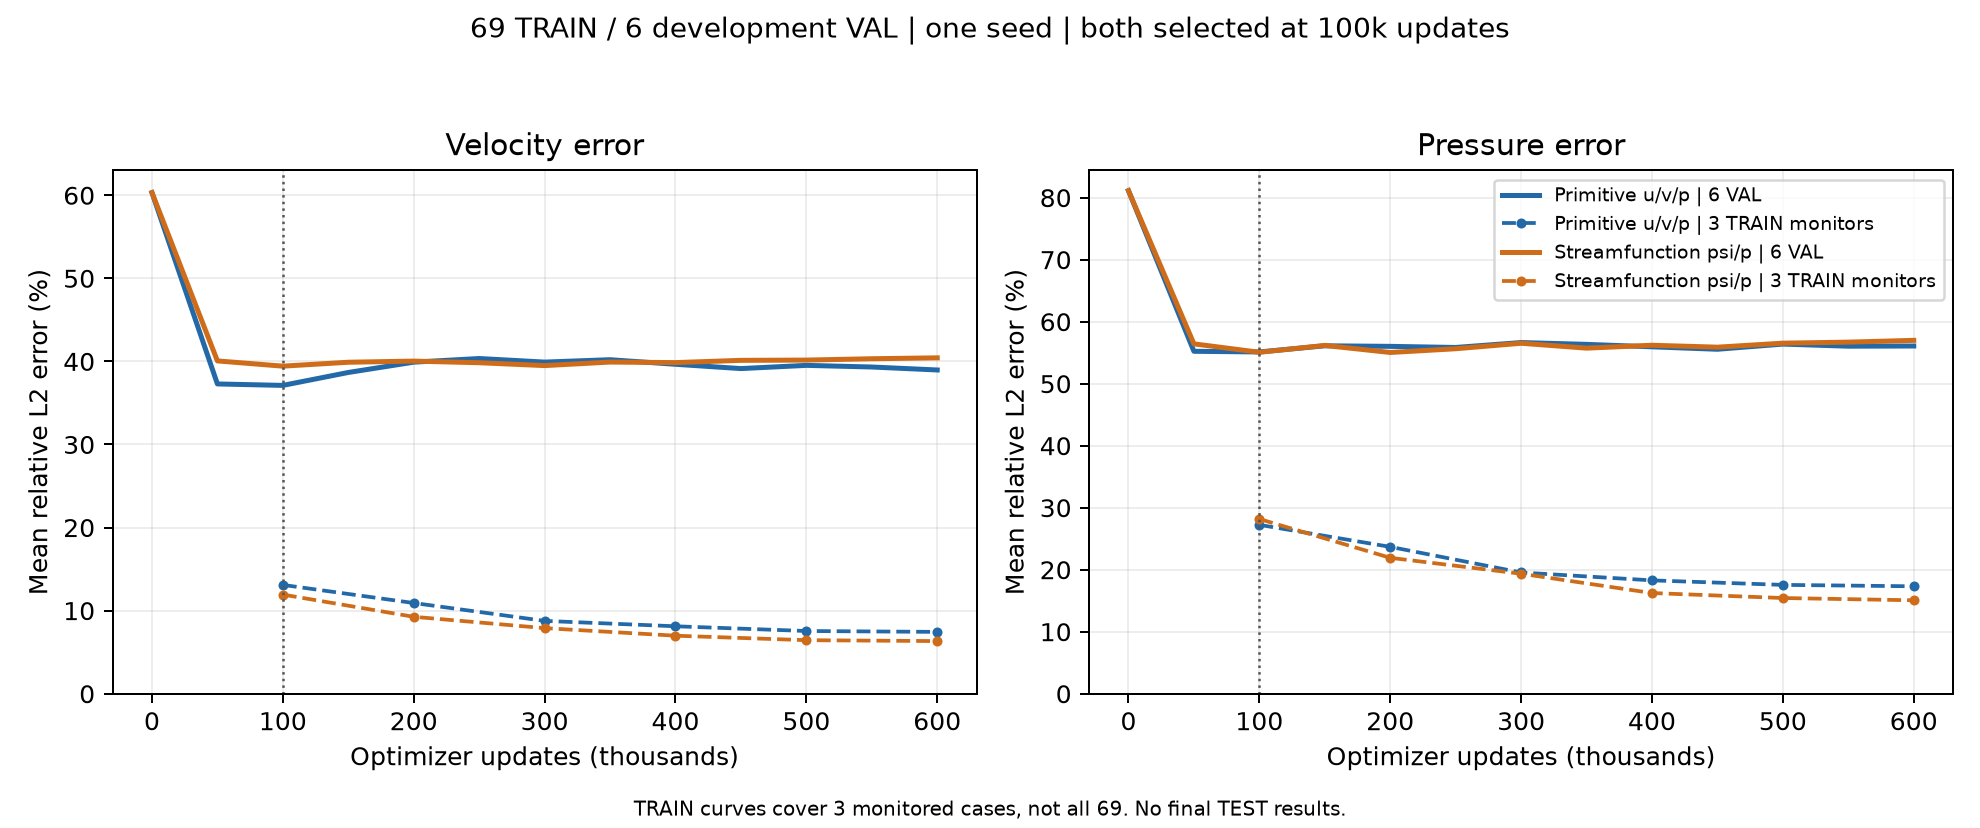 69 TRAIN / 6 development VAL | one seed | both selected at 100k updates
Velocity error
Mean relative L2 error (%)
60
50
40
30
20
10
0
0 100 200 300 400 500 600
Optimizer updates (thousands)
Pressure error
Primitive u/v/p | 6 VAL
Primitive u/v/p | 3 TRAIN monitors
Streamfunction psi/p | 6 VAL
Streamfunction psi/p | 3 TRAIN monitors
Mean relative L2 error (%)
80
70
60
50
40
30
20
10
0
0 100 200 300 400 500 600
Optimizer updates (thousands)
TRAIN curves cover 3 monitored cases, not all 69. No final TEST results.